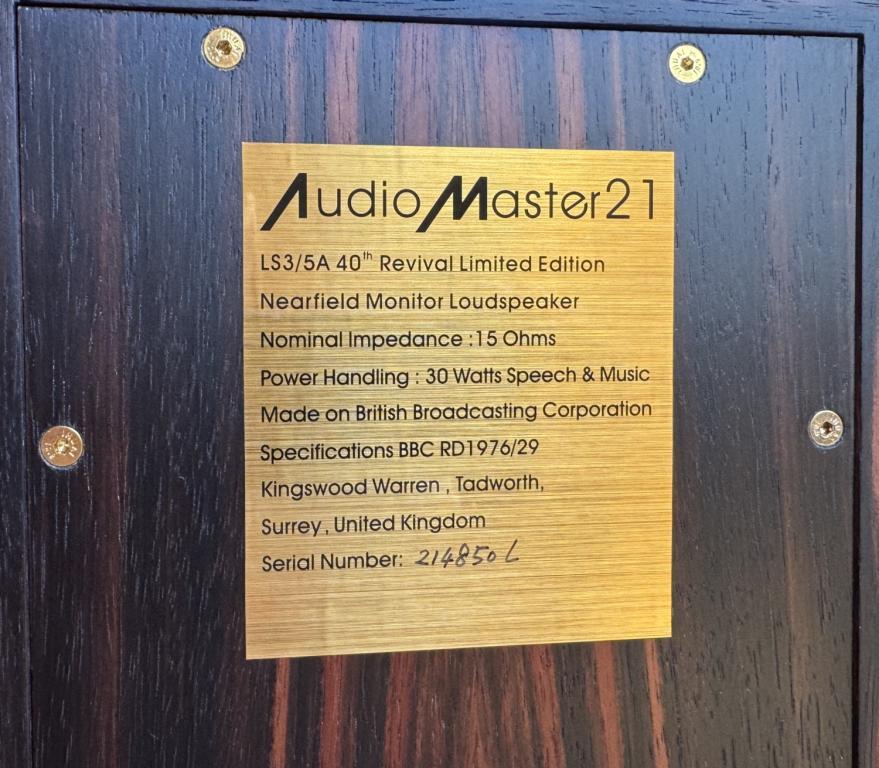 AudioMaster21
LS3/5A 40th Revival Limited Edition
Nearfield Monitor Loudspeaker
Nominal Impedance :15 Ohms
Power Handling : 30 Watts Speech & Music
Made on British Broadcasting Corporation
Specifications BBC RD1976/29
Kingswood Warren , Tadworth,
Surrey, United Kingdom
Serial Number: 214850 L